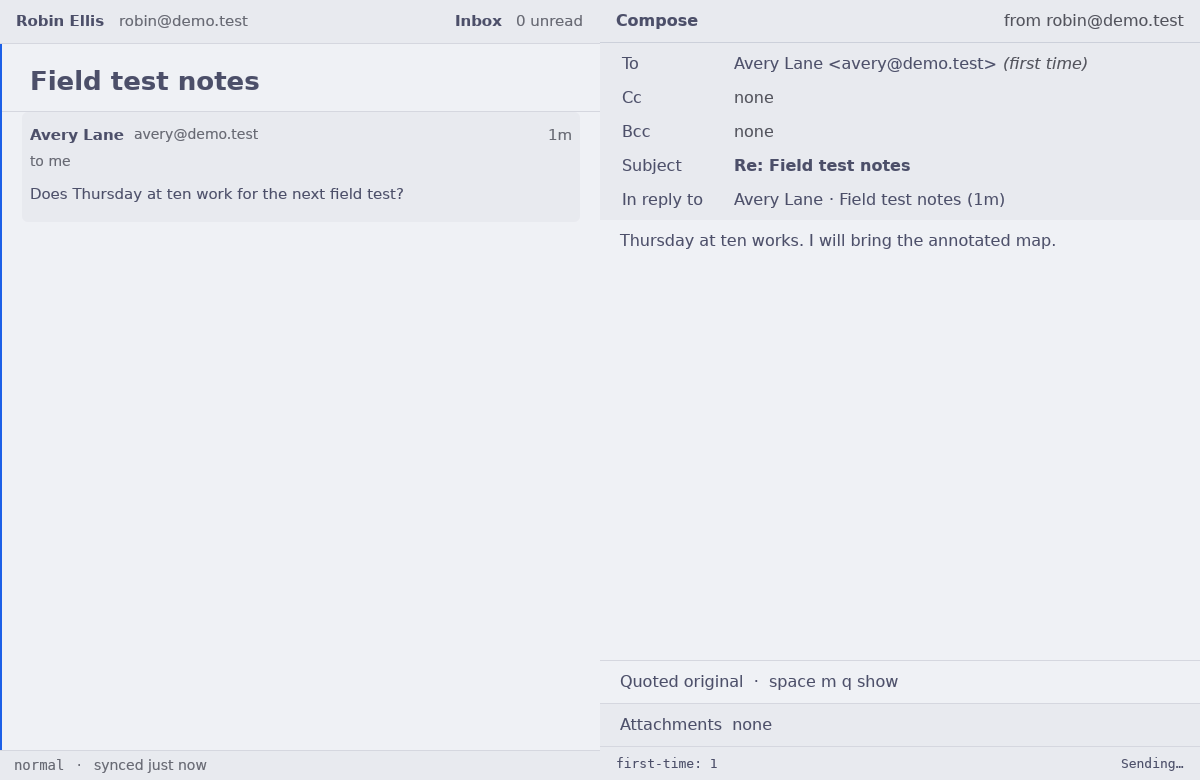 Robin Ellis robin@demo.test Inbox 0 unread
Field test notes
Avery Lane avery@demo.test 1m
to me
Does Thursday at ten work for the next field test?
normal · synced just now
Compose from robin@demo.test
To Avery Lane <avery@demo.test> (first time)
Cc none
Bcc none
Subject Re: Field test notes
In reply to Avery Lane · Field test notes (1m)
Thursday at ten works. I will bring the annotated map.
Quoted original · space m q show
Attachments none
first-time: 1 Sending…